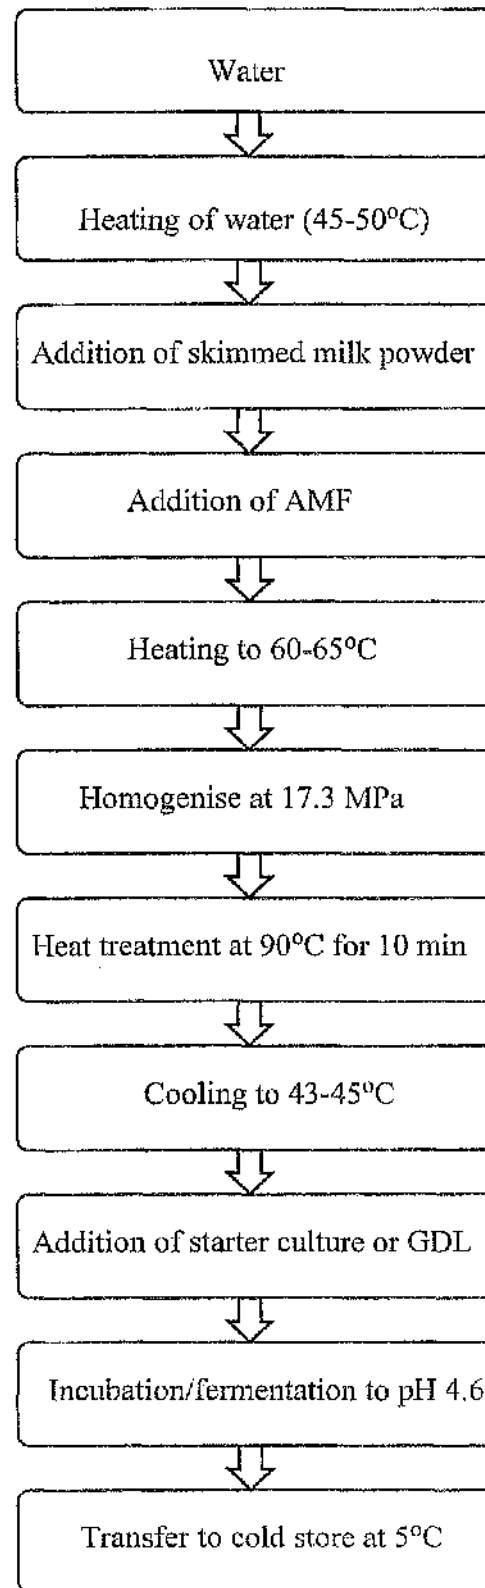 Water
Heating of water (45-50°C)
Addition of skimmed milk powder
Addition of AMF
Heating to 60-65°C
Homogenise at 17.3 MPa
Heat treatment at 90°C for 10 min
Cooling to 43-45°C
Addition of starter culture or GDL
Incubation/fermentation to pH 4.6
Transfer to cold store at 5°C